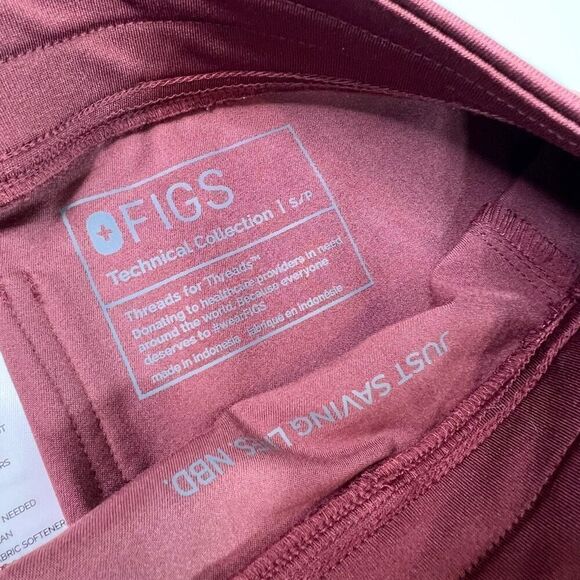 FIGS
Technical Collection | S/P
Threads for Threads™
Donating to healthcare providers in need
around the world. Because everyone
deserves to #wearFIGS
made in Indonesia · Fabriqué en Indonésie
JUST SAVING LIVES NBD.
NEEDED
FABRIC SOFTENER